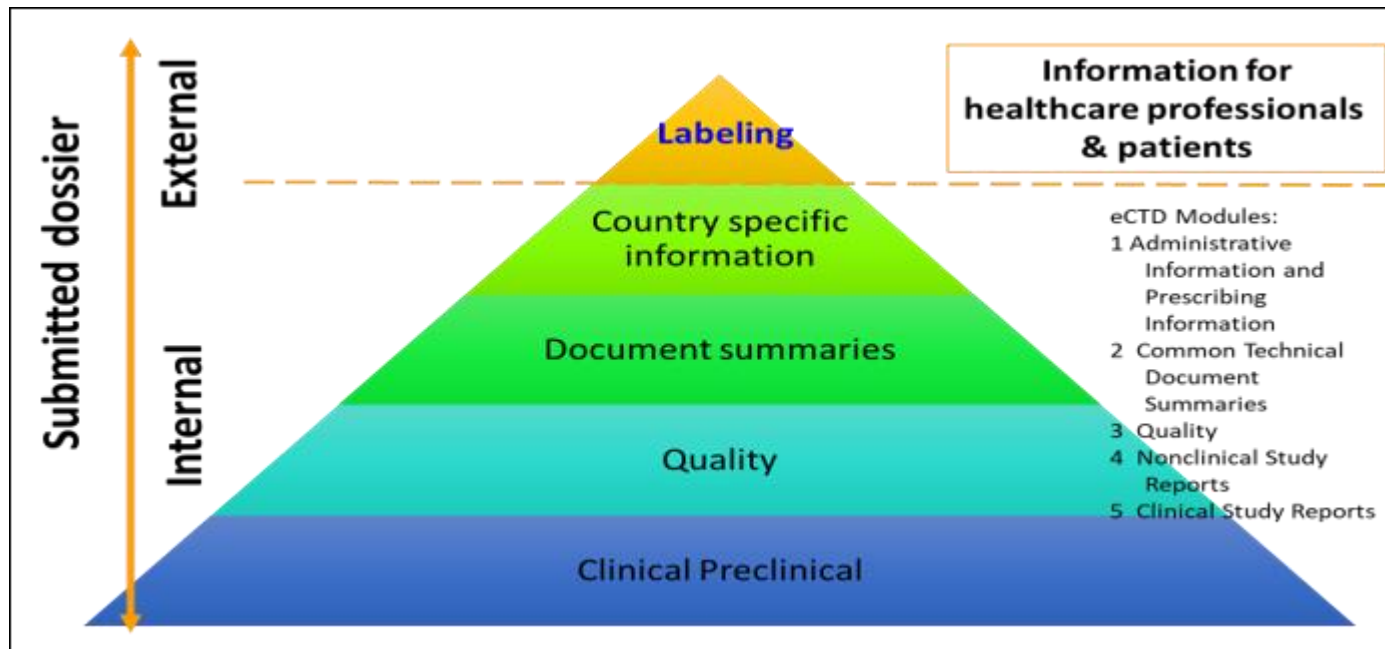 Submitted dossier
External
Internal
Labeling
Country specific
information
Document summaries
Quality
Clinical Preclinical
Information for
healthcare professionals
& patients
eCTD Modules:
1 Administrative
Information and
Prescribing
Information
2 Common Technical
Document
Summaries
3 Quality
4 Nonclinical Study
Reports
5 Clinical Study Reports